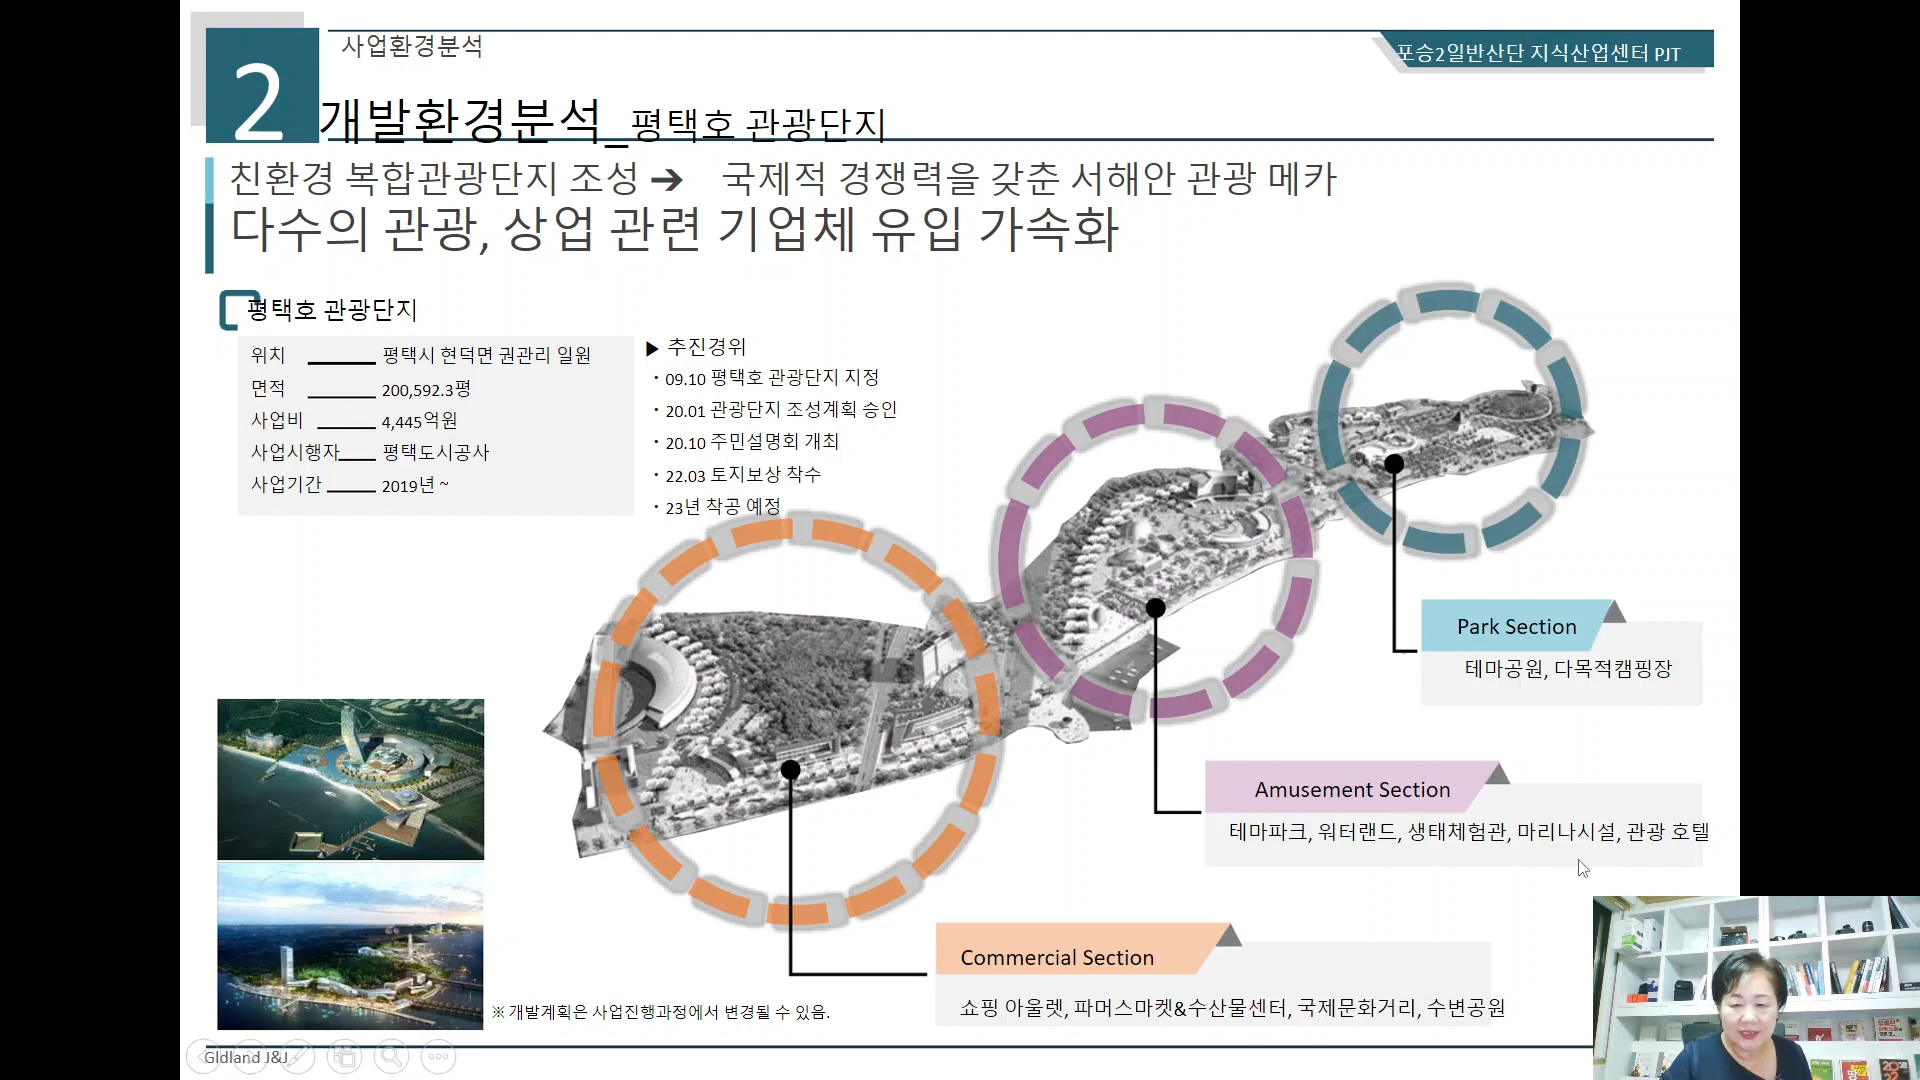 사업환경분석
포승2일반산단 지식산업센터 PJT
2
개발환경분석_평택호 관광단지
친환경 복합관광단지 조성 ➔ 국제적 경쟁력을 갖춘 서해안 관광 메카
다수의 관광, 상업 관련 기업체 유입 가속화
평택호 관광단지
위치 평택시 현덕면 권관리 일원
면적 200,592.3평
사업비 4,445억원
사업시행자 평택도시공사
사업기간 2019년 ~
▶ 추진경위
· 09.10 평택호 관광단지 지정
· 20.01 관광단지 조성계획 승인
· 20.10 주민설명회 개최
· 22.03 토지보상 착수
· 23년 착공 예정
Park Section
테마공원, 다목적캠핑장
Amusement Section
테마파크, 워터랜드, 생태체험관, 마리나시설, 관광 호텔
Commercial Section
쇼핑 아울렛, 파머스마켓&수산물센터, 국제문화거리, 수변공원
※ 개발계획은 사업진행과정에서 변경될 수 있음.
Gldland J&J